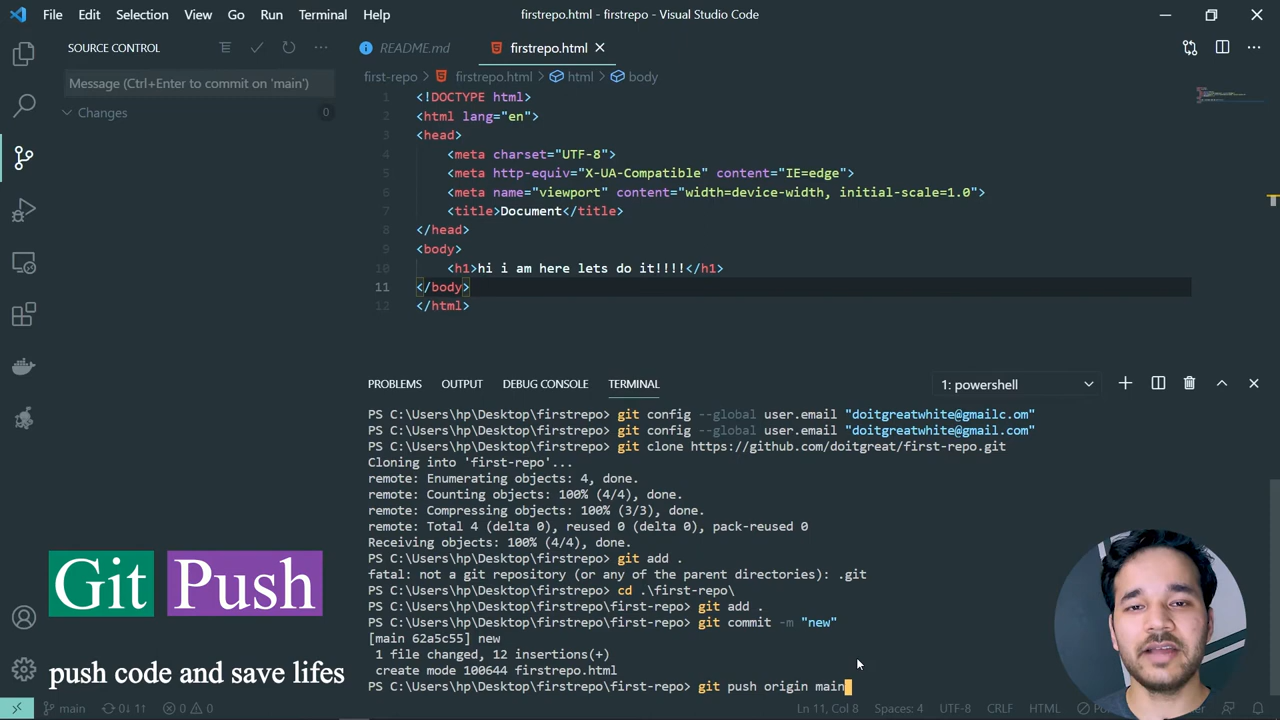 File Edit Selection View Go Run Terminal Help
firstrepo.html - firstrepo - Visual Studio Code
SOURCE CONTROL
Message (Ctrl+Enter to commit on 'main')
Changes
0
README.md
firstrepo.html
first-repo > firstrepo.html > html > body
1 <!DOCTYPE html>
2 <html lang="en">
3 <head>
4 <meta charset="UTF-8">
5 <meta http-equiv="X-UA-Compatible" content="IE=edge">
6 <meta name="viewport" content="width=device-width, initial-scale=1.0">
7 <title>Document</title>
8 </head>
9 <body>
10 <h1>hi i am here lets do it!!!!</h1>
11 </body>
12 </html>
PROBLEMS OUTPUT DEBUG CONSOLE TERMINAL
1: powershell
PS C:\Users\hp\Desktop\firstrepo> git config --global user.email "doitgreatwhite@gmailc.om"
PS C:\Users\hp\Desktop\firstrepo> git config --global user.email "doitgreatwhite@gmail.com"
PS C:\Users\hp\Desktop\firstrepo> git clone https://github.com/doitgreat/first-repo.git
Cloning into 'first-repo'...
remote: Enumerating objects: 4, done.
remote: Counting objects: 100% (4/4), done.
remote: Compressing objects: 100% (3/3), done.
remote: Total 4 (delta 0), reused 0 (delta 0), pack-reused 0
Receiving objects: 100% (4/4), done.
PS C:\Users\hp\Desktop\firstrepo> git add .
fatal: not a git repository (or any of the parent directories): .git
PS C:\Users\hp\Desktop\firstrepo> cd .\first-repo\
PS C:\Users\hp\Desktop\firstrepo\first-repo> git add .
PS C:\Users\hp\Desktop\firstrepo\first-repo> git commit -m "new"
[main 62a5c55] new
1 file changed, 12 insertions(+)
create mode 100644 firstrepo.html
PS C:\Users\hp\Desktop\firstrepo\first-repo> git push origin main
Git Push
push code and save lifes
main
0↓ 1↑
0
0
Ln 11, Col 8
Spaces: 4
UTF-8
CRLF
HTML